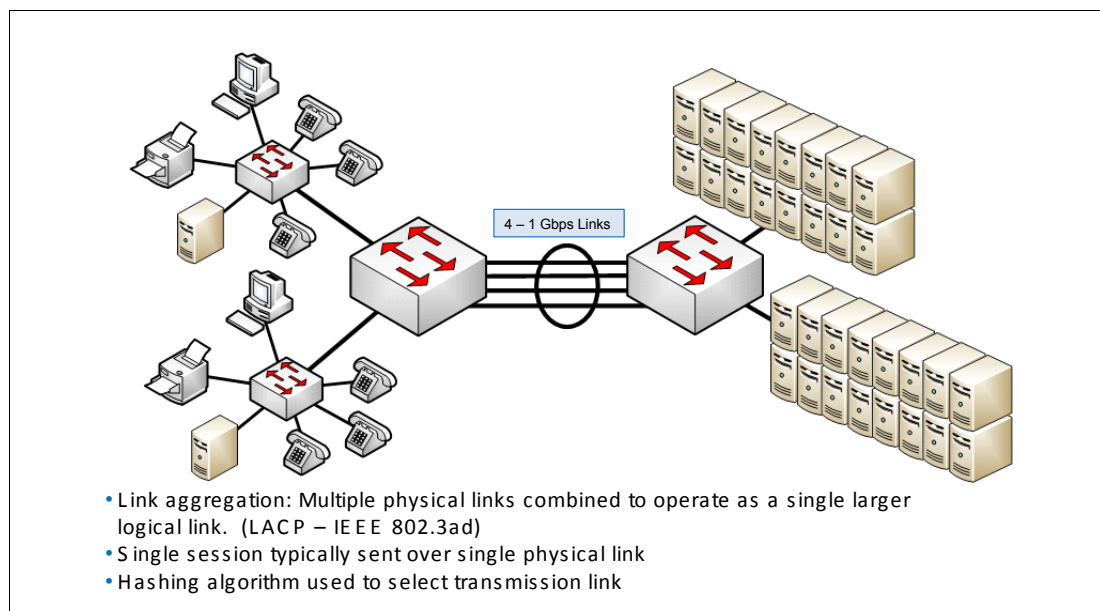 4 – 1 Gbps Links
• Link aggregation: Multiple physical links combined to operate as a single larger
logical link. (LACP – IEEE 802.3ad)
• Single session typically sent over single physical link
• Hashing algorithm used to select transmission link